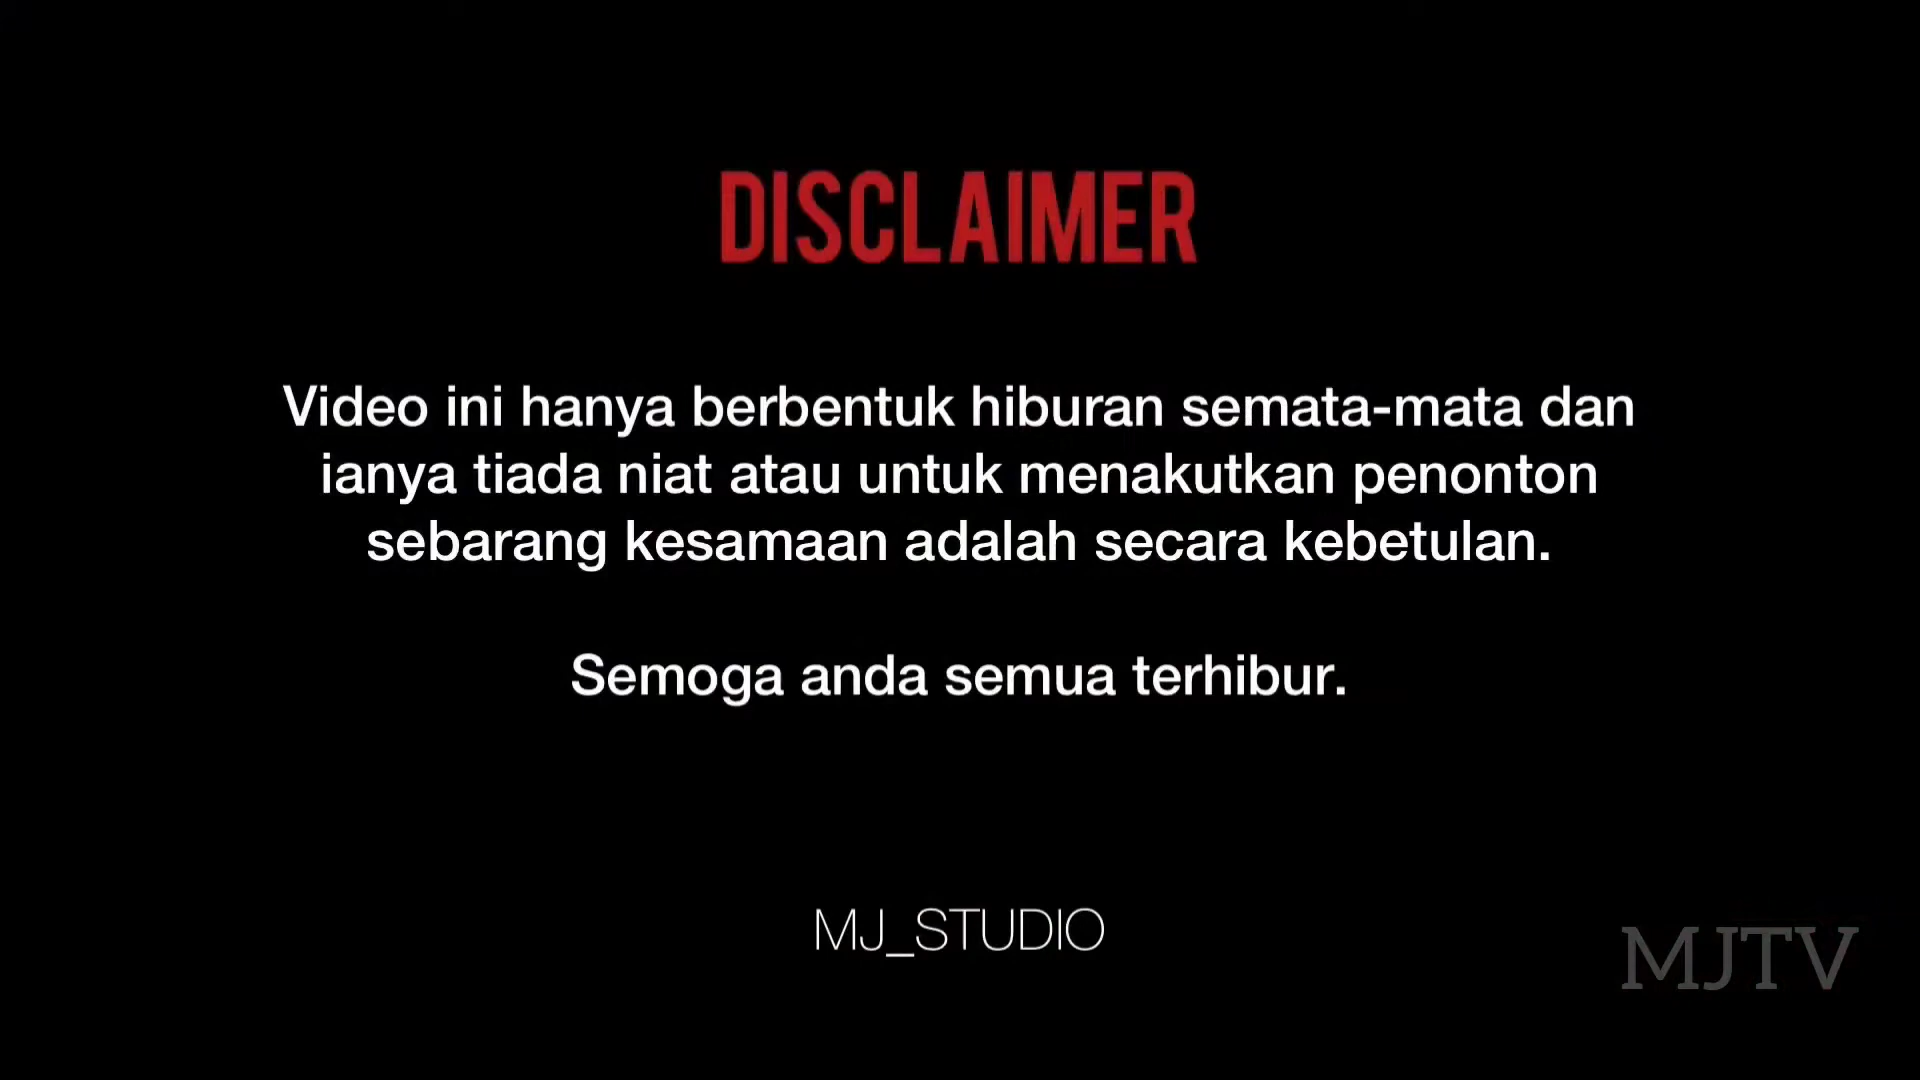 DISCLAIMER
Video ini hanya berbentuk hiburan semata-mata dan
ianya tiada niat atau untuk menakutkan penonton
sebarang kesamaan adalah secara kebetulan.
Semoga anda semua terhibur.
MJ_STUDIO
MJTV